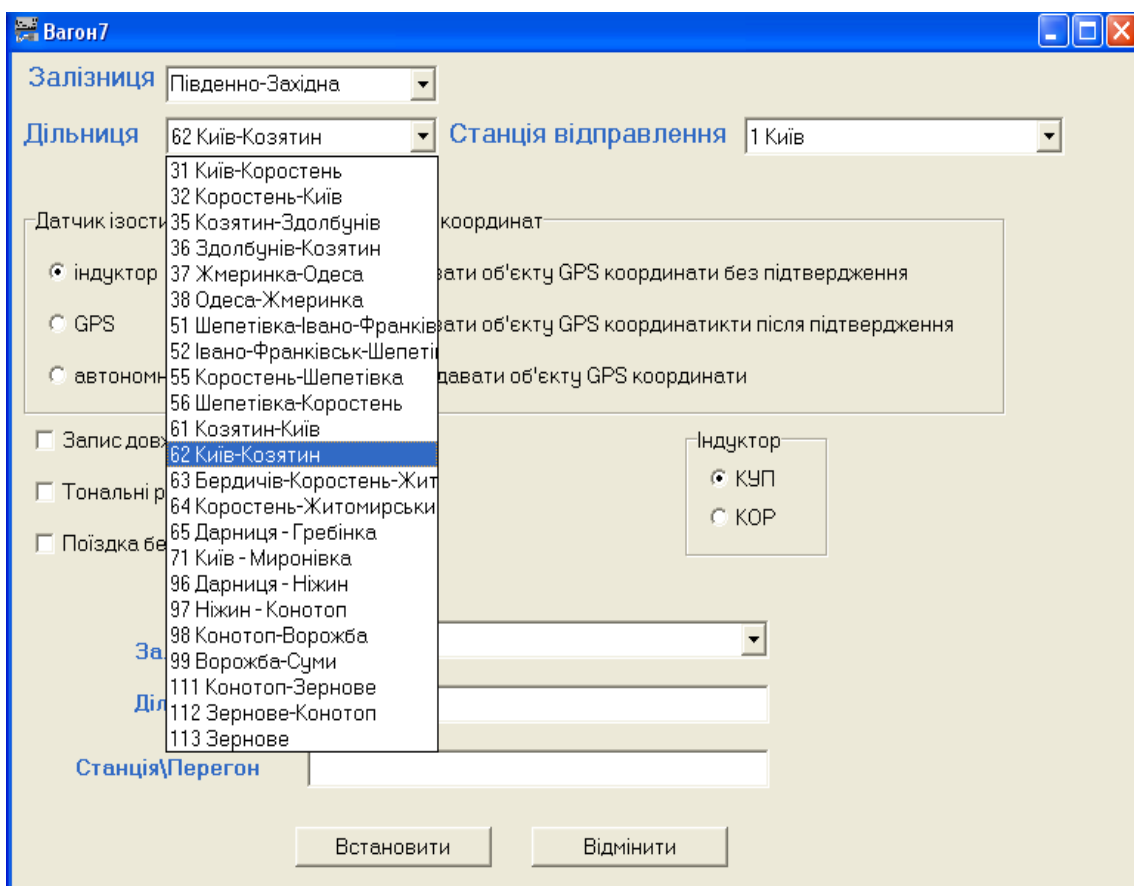 Вагон7
Залізниця Південно-Західна
Дільниця 62 Київ-Козятин Станція відправлення 1 Київ
31 Київ-Коростень
32 Коростень-Київ
Датчик ізости 35 Козятин-Здолбунів координат
36 Здолбунів-Козятин
індуктор 37 Жмеринка-Одеса вати об'єкту GPS координати без підтвердження
38 Одеса-Жмеринка
GPS 51 Шепетівка-Івано-Франків вати об'єкту GPS координатикти після підтвердження
52 Івано-Франківськ-Шепеті
автономн 55 Коростень-Шепетівка давати об'єкту GPS координати
56 Шепетівка-Коростень
61 Козятин-Київ
Запис довж 62 Київ-Козятин Індуктор
63 Бердичів-Коростень-Жит КУП
Тональні р 64 Коростень-Житомирськи
65 Дарниця - Гребінка КОР
Поїздка бе 71 Київ - Миронівка
96 Дарниця - Ніжин
97 Ніжин - Конотоп
98 Конотоп-Ворожба
За 99 Ворожба-Суми
111 Конотоп-Зернове
Діл 112 Зернове-Конотоп
113 Зернове
Станція\Перегон
Встановити Відмінити